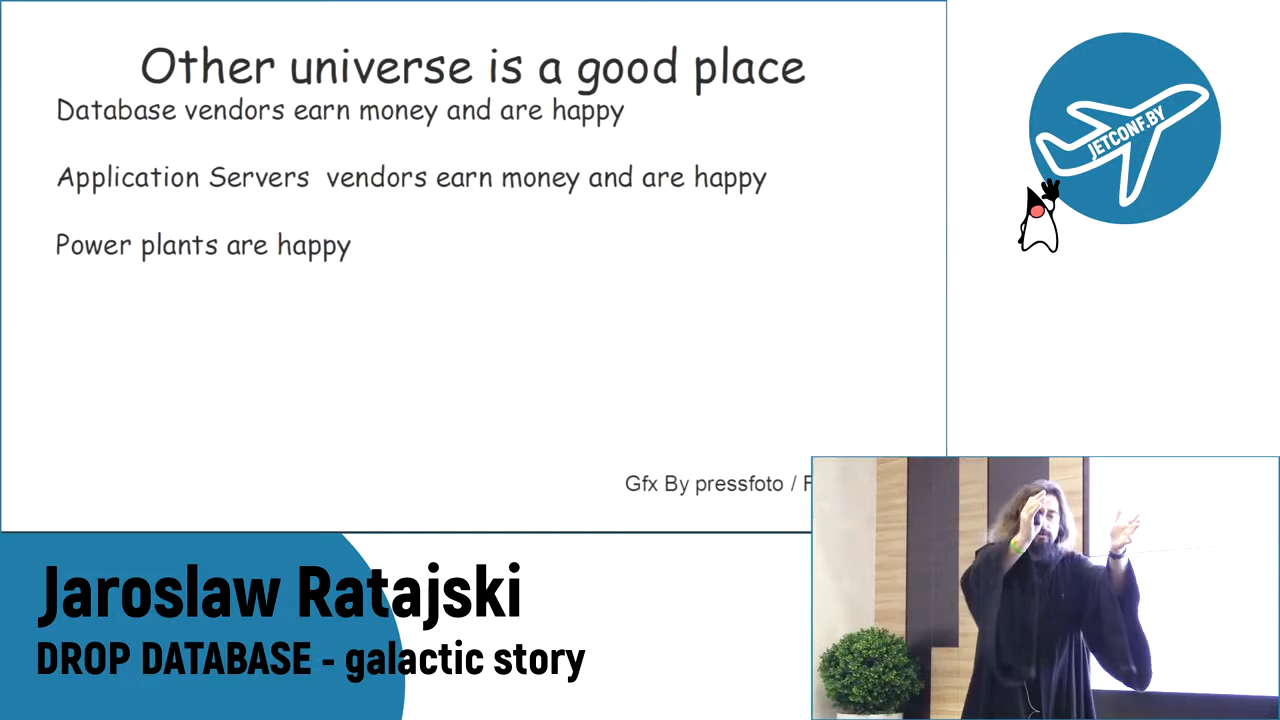 Other universe is a good place
Database vendors earn money and are happy
Application Servers vendors earn money and are happy
Power plants are happy
Gfx By pressfoto / F
JETCONF.BY
Jaroslaw Ratajski
DROP DATABASE - galactic story